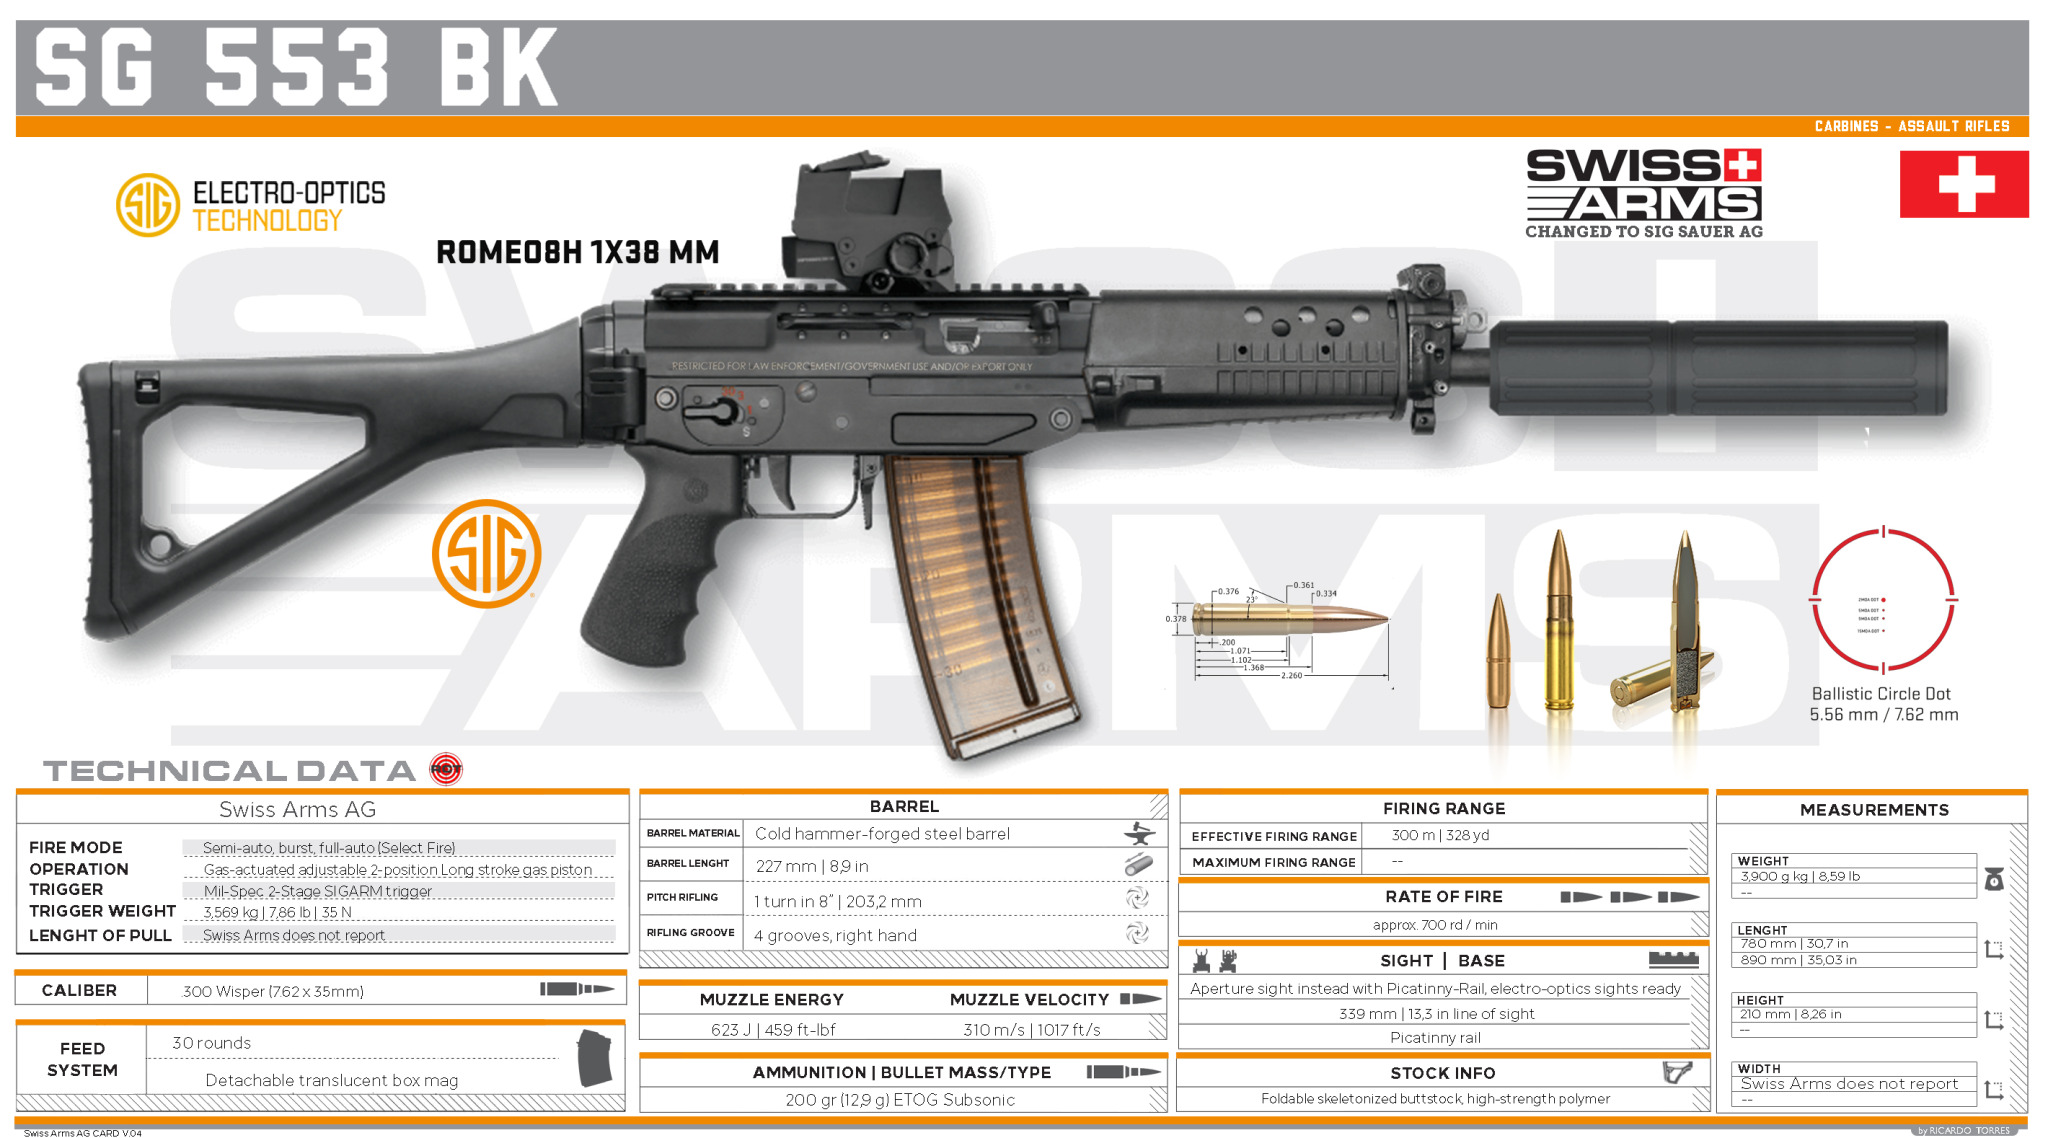 SG 553 BK
CARBINES - ASSAULT RIFLES
SIG ELECTRO-OPTICS
TECHNOLOGY
ROMEO8H 1X38 MM
SWISS
ARMS
CHANGED TO SIG SAUER AG
SWISS
ARMS
RESTRICTED FOR LAW ENFORCEMENT/GOVERNMENT USE AND/OR EXPORT ONLY
S
SIG
30
0.376
23°
0.361
0.334
0.378
.200
1.071
1.102
1.368
2.260
2MOA DOT
Ballistic Circle Dot
5.56 mm / 7.62 mm
TECHNICAL DATA
Swiss Arms AG
FIRE MODE Semi-auto, burst, full-auto (Select Fire)
OPERATION Gas-actuated adjustable 2-position Long stroke gas piston
TRIGGER Mil-Spec 2-Stage SIGARM trigger
TRIGGER WEIGHT 3,569 kg | 7,86 lb | 35 N
LENGHT OF PULL Swiss Arms does not report
CALIBER .300 Wisper (7.62 x 35mm)
FEED
SYSTEM
30 rounds
Detachable translucent box mag
BARREL
BARREL MATERIAL Cold hammer-forged steel barrel
BARREL LENGHT 227 mm | 8,9 in
PITCH RIFLING 1 turn in 8" | 203,2 mm
RIFLING GROOVE 4 grooves, right hand
MUZZLE ENERGY MUZZLE VELOCITY
623 J | 459 ft-lbf 310 m/s | 1017 ft/s
AMMUNITION | BULLET MASS/TYPE
200 gr (12,9 g) ETOG Subsonic
FIRING RANGE
EFFECTIVE FIRING RANGE 300 m | 328 yd
MAXIMUM FIRING RANGE --
RATE OF FIRE
approx. 700 rd / min
SIGHT | BASE
Aperture sight instead with Picatinny-Rail, electro-optics sights ready
339 mm | 13,3 in line of sight
Picatinny rail
STOCK INFO
Foldable skeletonized buttstock, high-strength polymer
MEASUREMENTS
WEIGHT
3,900 g kg | 8,59 lb
--
LENGHT
780 mm | 30,7 in
890 mm | 35,03 in
HEIGHT
210 mm | 8,26 in
--
WIDTH
Swiss Arms does not report
--
Swiss Arms AG CARD V.04
by RICARDO TORRES